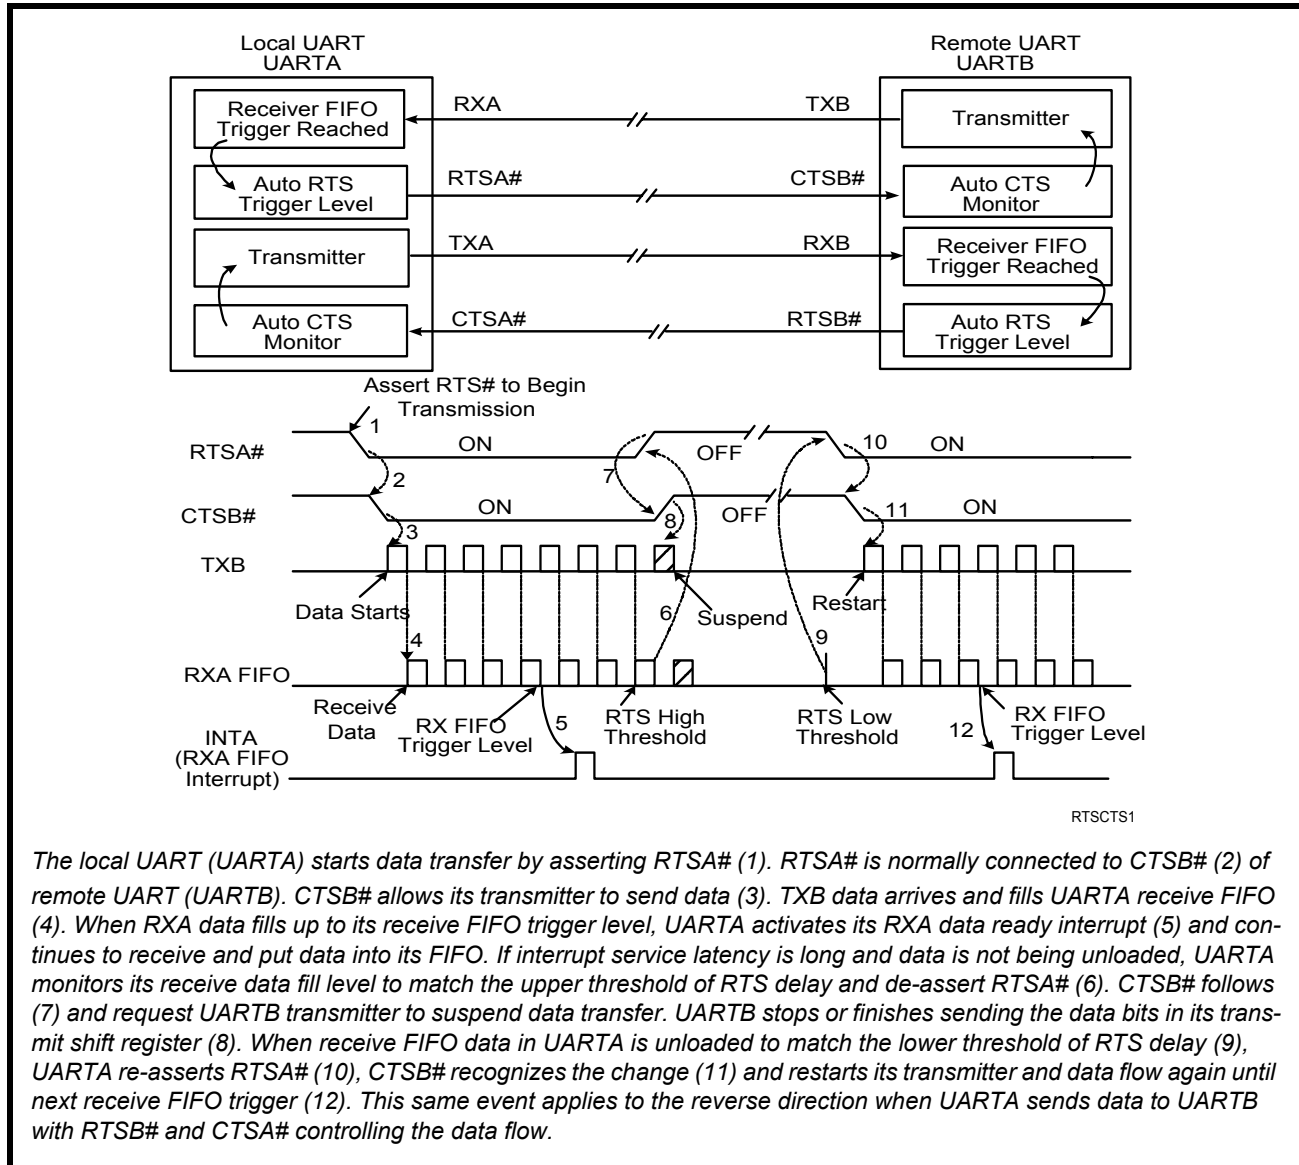 Local UART
UARTA
Remote UART
UARTB
Receiver FIFO
Trigger Reached
RXA
TXB
Transmitter
Auto RTS
Trigger Level
RTSA#
CTSB#
Auto CTS
Monitor
Transmitter
TXA
RXB
Receiver FIFO
Trigger Reached
Auto CTS
Monitor
CTSA#
RTSB#
Auto RTS
Trigger Level
Assert RTS# to Begin
Transmission
RTSA#
1
ON
OFF
10
ON
2
7
CTSB#
ON
8
OFF
11
ON
3
TXB
Data Starts
6
Suspend
Restart
4
9
RXA FIFO
Receive
Data
RX FIFO
Trigger Level
5
RTS High
Threshold
RTS Low
Threshold
12
RX FIFO
Trigger Level
INTA
(RXA FIFO
Interrupt)
RTSCTS1
The local UART (UARTA) starts data transfer by asserting RTSA# (1). RTSA# is normally connected to CTSB# (2) of
remote UART (UARTB). CTSB# allows its transmitter to send data (3). TXB data arrives and fills UARTA receive FIFO
(4). When RXA data fills up to its receive FIFO trigger level, UARTA activates its RXA data ready interrupt (5) and con-
tinues to receive and put data into its FIFO. If interrupt service latency is long and data is not being unloaded, UARTA
monitors its receive data fill level to match the upper threshold of RTS delay and de-assert RTSA# (6). CTSB# follows
(7) and request UARTB transmitter to suspend data transfer. UARTB stops or finishes sending the data bits in its trans-
mit shift register (8). When receive FIFO data in UARTA is unloaded to match the lower threshold of RTS delay (9),
UARTA re-asserts RTSA# (10), CTSB# recognizes the change (11) and restarts its transmitter and data flow again until
next receive FIFO trigger (12). This same event applies to the reverse direction when UARTA sends data to UARTB
with RTSB# and CTSA# controlling the data flow.